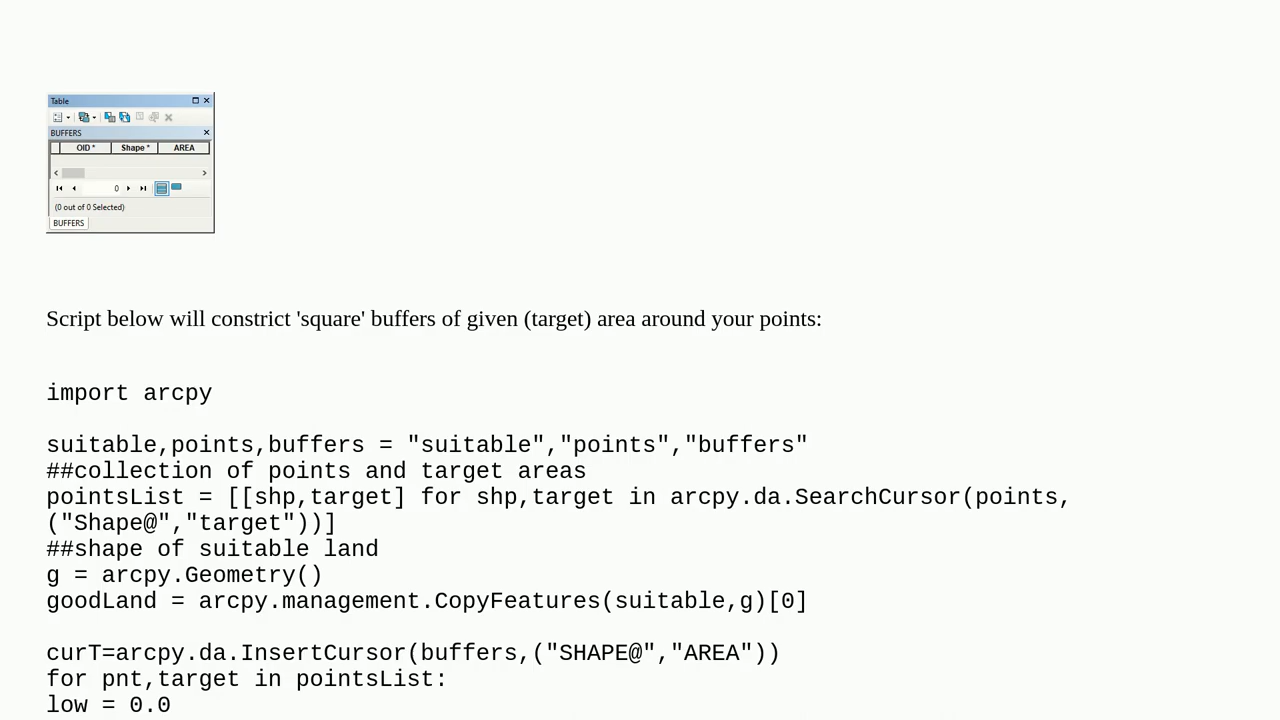 Table
BUFFERS
OID * Shape * AREA
0
(0 out of 0 Selected)
BUFFERS
Script below will constrict 'square' buffers of given (target) area around your points:
import arcpy
suitable,points,buffers = "suitable","points","buffers"
##collection of points and target areas
pointsList = [[shp,target] for shp,target in arcpy.da.SearchCursor(points,
("Shape@","target"))]
##shape of suitable land
g = arcpy.Geometry()
goodLand = arcpy.management.CopyFeatures(suitable,g)[0]
curT=arcpy.da.InsertCursor(buffers,("SHAPE@","AREA"))
for pnt,target in pointsList:
low = 0.0